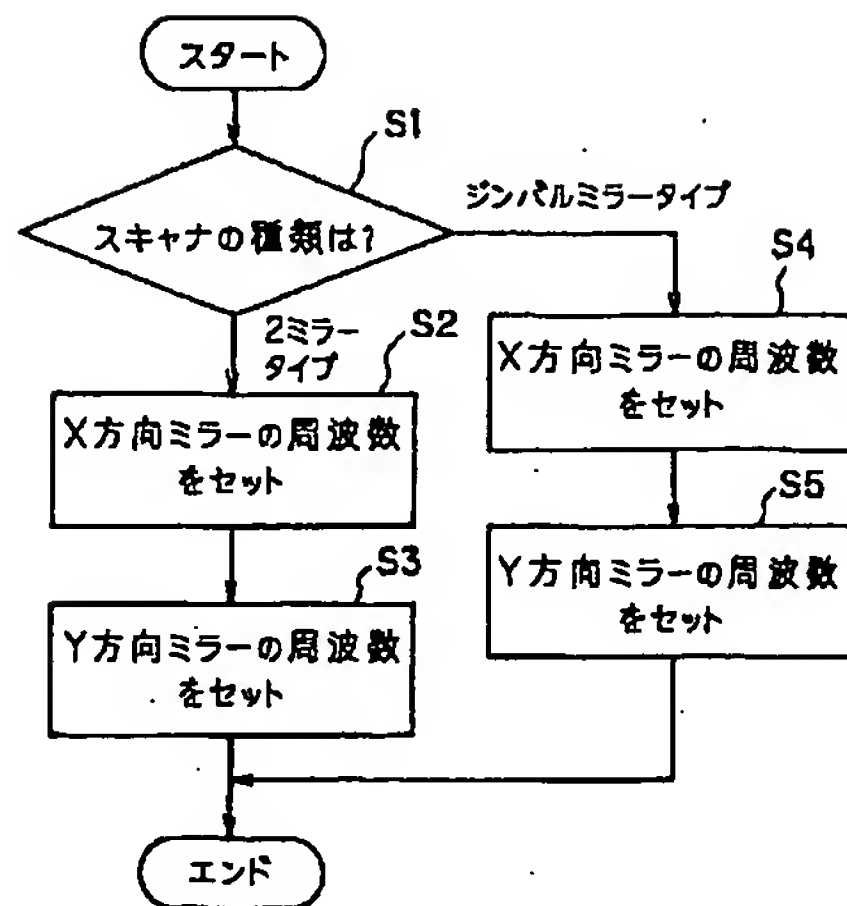 スタート
S1
スキャナの種類は?
ジンバルミラータイプ
2ミラー
タイプ
S2
X方向ミラーの周波数
をセット
S3
Y方向ミラーの周波数
をセット
S4
X方向ミラーの周波数
をセット
S5
Y方向ミラーの周波数
をセット
エンド